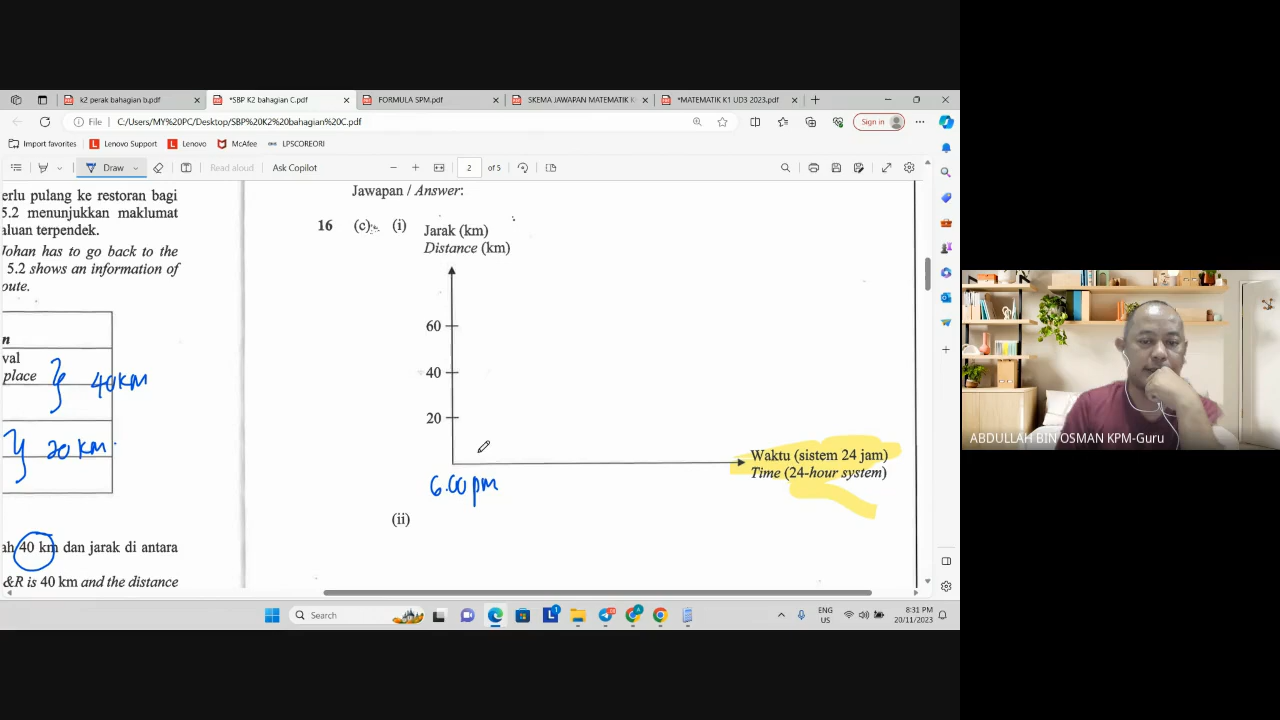 k2 perak bahagian b.pdf
*SBP K2 bahagian C.pdf
FORMULA SPM.pdf
SKEMA JAWAPAN MATEMATIK K
*MATEMATIK K1 UD3 2023.pdf
File
C:/Users/MY%20PC/Desktop/SBP%20K2%20bahagian%20C.pdf
Sign in
Import favorites
Lenovo Support
Lenovo
McAfee
LPSCOREORI
Draw
Read aloud
Ask Copilot
2 of 5
erlu pulang ke restoran bagi
5.2 menunjukkan maklumat
aluan terpendek.
Johan has to go back to the
5.2 shows an information of
oute.
n
val
place
40 KM
20 KM
ah 40 km dan jarak di antara
&R is 40 km and the distance
Jawapan / Answer:
16 (c) (i) Jarak (km)
Distance (km)
60
40
20
Waktu (sistem 24 jam)
Time (24-hour system)
6.00 pm
(ii)
ABDULLAH BIN OSMAN KPM-Guru
Search
ENG
US
8:31 PM
20/11/2023